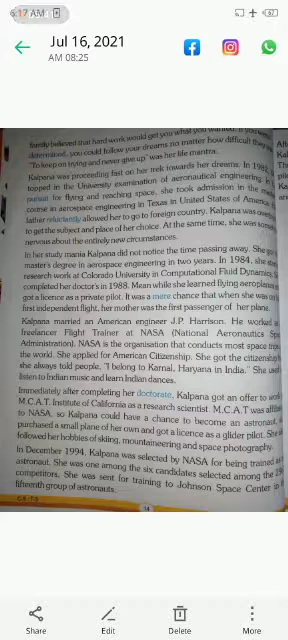 6:17 AM
62
Jul 16, 2021
AM 08:25
firmly believed that hard work would get you what you wanted. If you were
determined, you could follow your dreams no matter how difficult they
"To keep on trying and never give up" was her life mantra.
Kalpana was proceeding fast on her trek towards her dreams. In 1982,
topped in the University examination of aeronautical engineering. In
pursuit for flying and reaching space, she took admission in the
course in aerospace engineering in Texas in United States of America.
father reluctantly allowed her to go to foreign country. Kalpana was
to get the subject and place of her choice. At the same time, she was
nervous about the entirely new circumstances.
In her study mania Kalpana did not notice the time passing away. She got
master's degree in aerospace engineering in two years. In 1984, she
research work at Colorado University in Computational Fluid Dynamics.
completed her doctor's in 1988. Mean while she learned flying aeroplanes
got a licence as a private pilot. It was a mere chance that when she was on
first independent flight, her mother was the first passenger of her plane.
Kalpana married an American engineer J.P. Harrison. He worked as
freelancer Flight Trainer at NASA (National Aeronautics
Administration). NASA is the organisation that conducts most space trips
the world. She applied for American Citizenship. She got the citizenship
she always told people, "I belong to Karnal, Haryana in India." She used
listen to Indian music and learn Indian dances.
Immediately after completing her doctorate, Kalpana got an offer to work
M.C.A.T. Institute of California as a research scientist. M.C.A.T was
to NASA, so Kalpana could have a chance to become an astronaut.
purchased a small plane of her own and got a licence as a glider pilot. She
followed her hobbies of skiing, mountaineering and space photography.
In December 1994, Kalpana was selected by NASA for being trained as
astronaut. She was one among the six candidates selected among the
competitors. She was sent for training to Johnson Space Center in
fifteenth group of astronauts.
14
Share
Edit
Delete
More